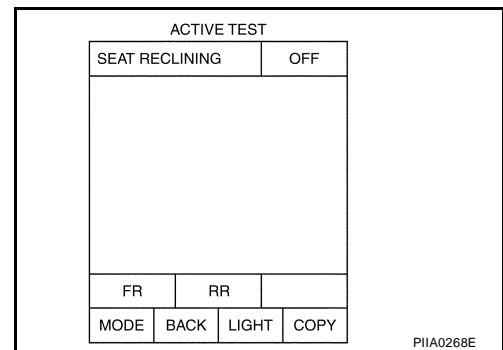 ACTIVE TEST
SEAT RECLINING OFF
FR RR
MODE BACK LIGHT COPY
PIIA0268E